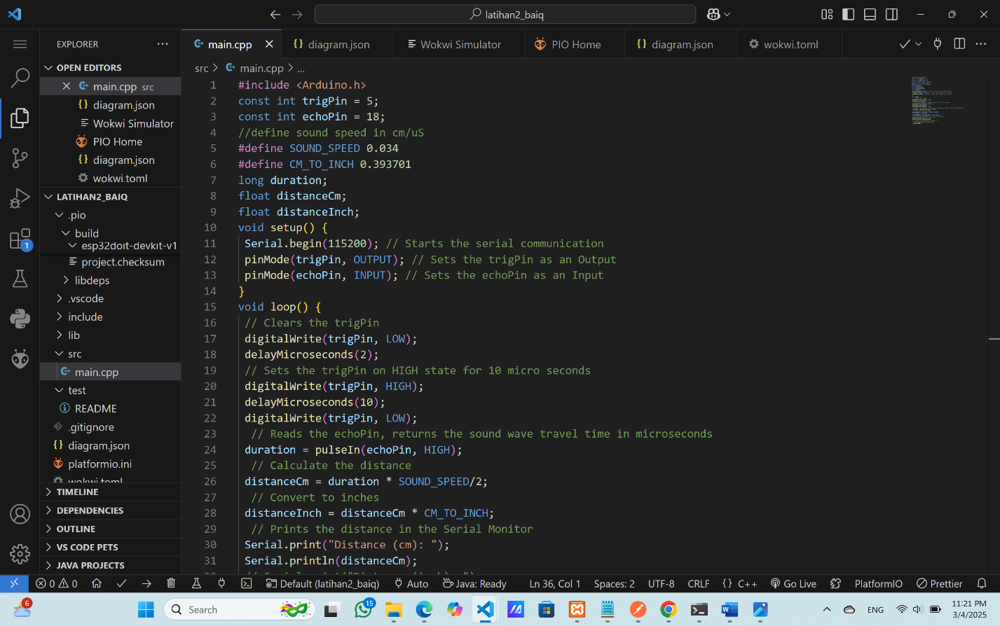 latihan2_baiq
EXPLORER
main.cpp
diagram.json
Wokwi Simulator
PIO Home
diagram.json
wokwi.toml
OPEN EDITORS
main.cpp src
diagram.json
Wokwi Simulator
PIO Home
diagram.json
wokwi.toml
LATIHAN2_BAIQ
.pio
build
esp32doit-devkit-v1
project.checksum
libdeps
.vscode
include
lib
src
main.cpp
test
README
.gitignore
diagram.json
platformio.ini
wokwi.toml
TIMELINE
DEPENDENCIES
OUTLINE
VS CODE PETS
JAVA PROJECTS
1
src > main.cpp > ...
1 #include <Arduino.h>
2 const int trigPin = 5;
3 const int echoPin = 18;
4 //define sound speed in cm/uS
5 #define SOUND_SPEED 0.034
6 #define CM_TO_INCH 0.393701
7 long duration;
8 float distanceCm;
9 float distanceInch;
10 void setup() {
11 Serial.begin(115200); // Starts the serial communication
12 pinMode(trigPin, OUTPUT); // Sets the trigPin as an Output
13 pinMode(echoPin, INPUT); // Sets the echoPin as an Input
14 }
15 void loop() {
16 // Clears the trigPin
17 digitalWrite(trigPin, LOW);
18 delayMicroseconds(2);
19 // Sets the trigPin on HIGH state for 10 micro seconds
20 digitalWrite(trigPin, HIGH);
21 delayMicroseconds(10);
22 digitalWrite(trigPin, LOW);
23 // Reads the echoPin, returns the sound wave travel time in microseconds
24 duration = pulseIn(echoPin, HIGH);
25 // Calculate the distance
26 distanceCm = duration * SOUND_SPEED/2;
27 // Convert to inches
28 distanceInch = distanceCm * CM_TO_INCH;
29 // Prints the distance in the Serial Monitor
30 Serial.print("Distance (cm): ");
31 Serial.println(distanceCm);
0 0
Default (latihan2_baiq)
Auto
Java: Ready
Ln 36, Col 1
Spaces: 2
UTF-8
CRLF
{} C++
Go Live
PlatformIO
Prettier
6
Search
15
ENG
11:21 PM
3/4/2025